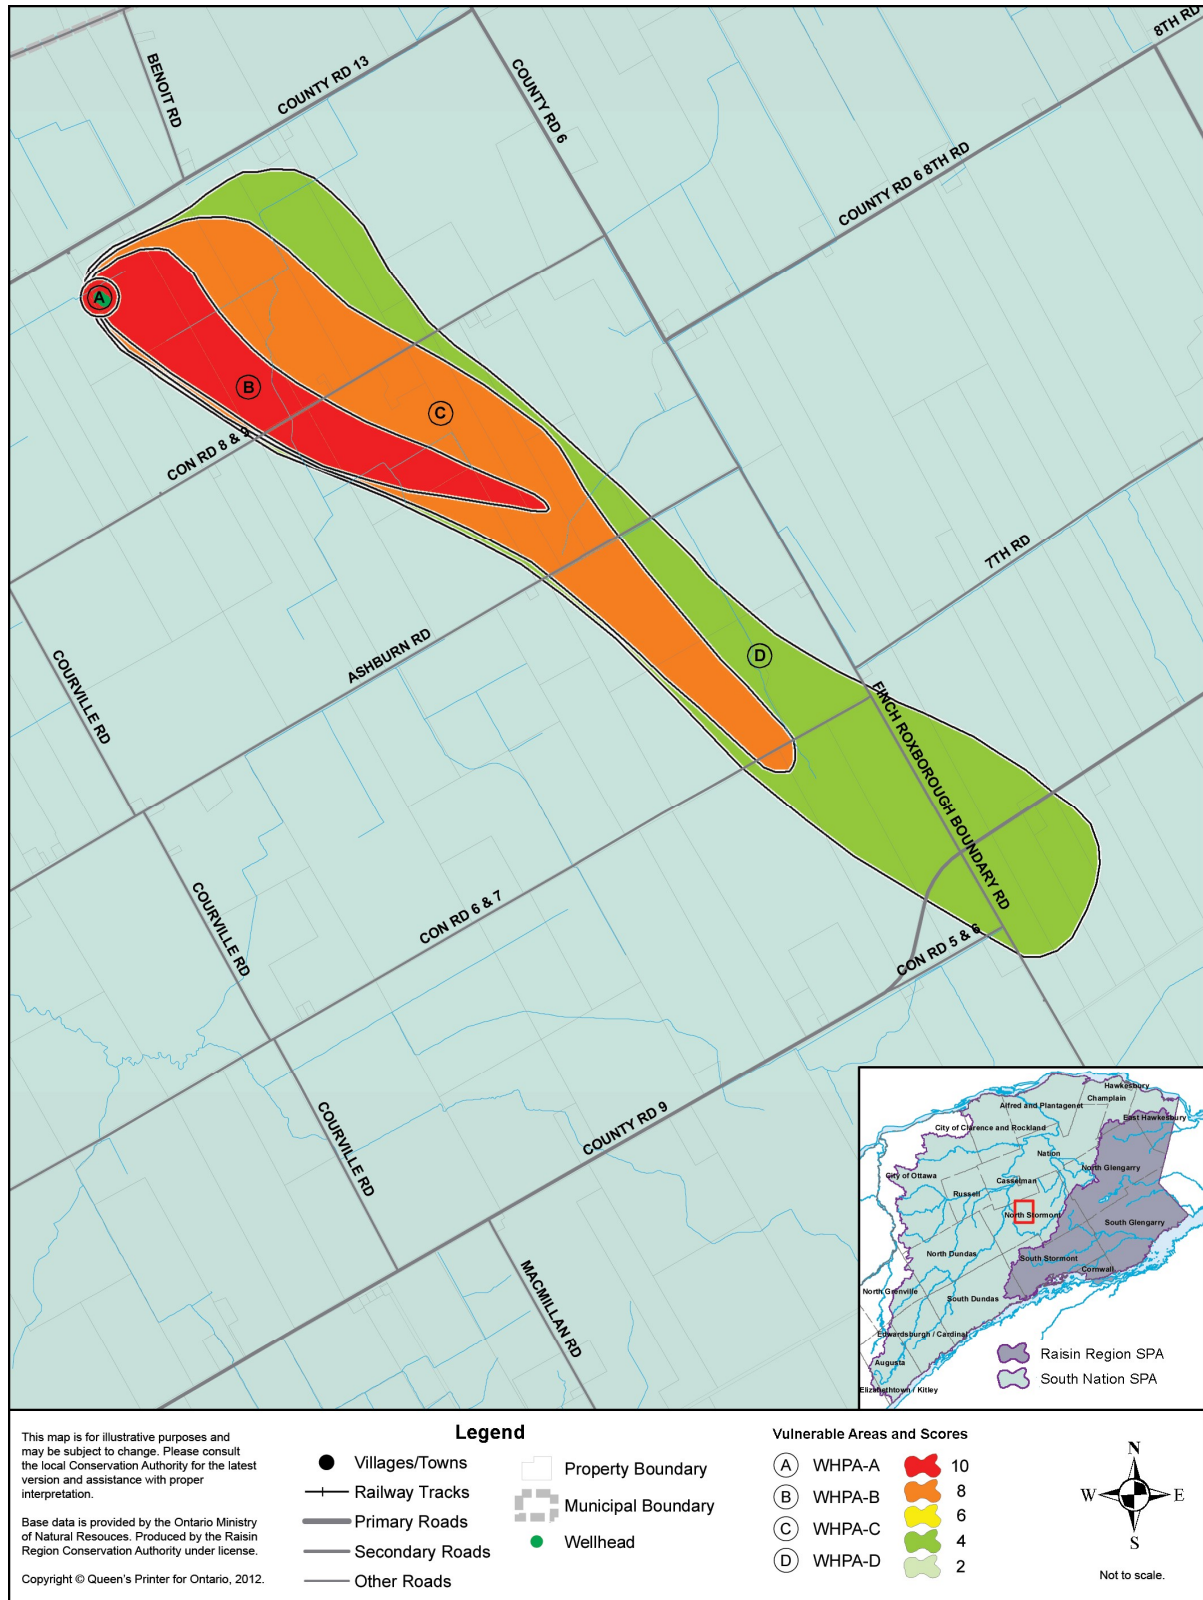 8TH RD
BENOIT RD
COUNTY RD 13
COUNTY RD 6
COUNTY RD 6 8TH RD
A
B
C
CON RD 8 & 9
7TH RD
ASHBURN RD
D
COURVILLE RD
FINCH ROXBOROUGH BOUNDARY RD
COURVILLE RD
CON RD 6 & 7
CON RD 5 & 6
COURVILLE RD
COUNTY RD 9
MACMILLAN RD
Hawkesbury
Champlain
Alfred and Plantagenet
East Hawkesbury
City of Clarence and Rockland
Nation
North Glengarry
City of Ottawa
Casselman
Russell
North Stormont
South Glengarry
North Dundas
South Stormont
Cornwall
North Grenville
South Dundas
Edwardsburgh / Cardinal
Augusta
Elizabethtown / Kitley
Raisin Region SPA
South Nation SPA
This map is for illustrative purposes and
may be subject to change. Please consult
the local Conservation Authority for the latest
version and assistance with proper
interpretation.
Base data is provided by the Ontario Ministry
of Natural Resouces. Produced by the Raisin
Region Conservation Authority under license.
Copyright © Queen's Printer for Ontario, 2012.
Legend
Villages/Towns
Railway Tracks
Primary Roads
Secondary Roads
Other Roads
Property Boundary
Municipal Boundary
Wellhead
Vulnerable Areas and Scores
A WHPA-A 10
B WHPA-B 8
6
C WHPA-C 4
D WHPA-D 2
N
W E
S
Not to scale.